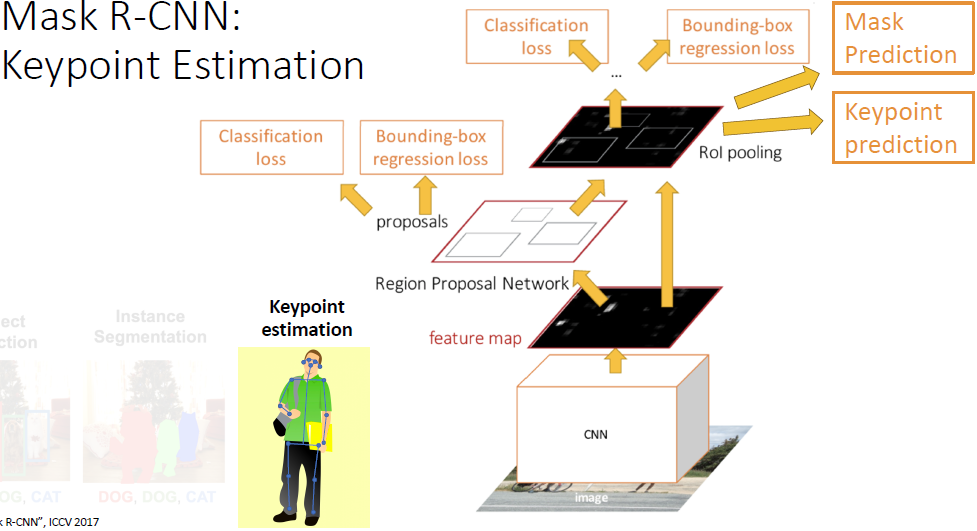 Mask R-CNN:
Keypoint Estimation
Classification
loss
Bounding-box
regression loss
Mask
Prediction
...
Keypoint
prediction
Classification
loss
Bounding-box
regression loss
RoI pooling
proposals
Region Proposal Network
Keypoint
estimation
Instance
Segmentation
feature map
CNN
image
DOG, DOG, CAT
CAT
R-CNN", ICCV 2017